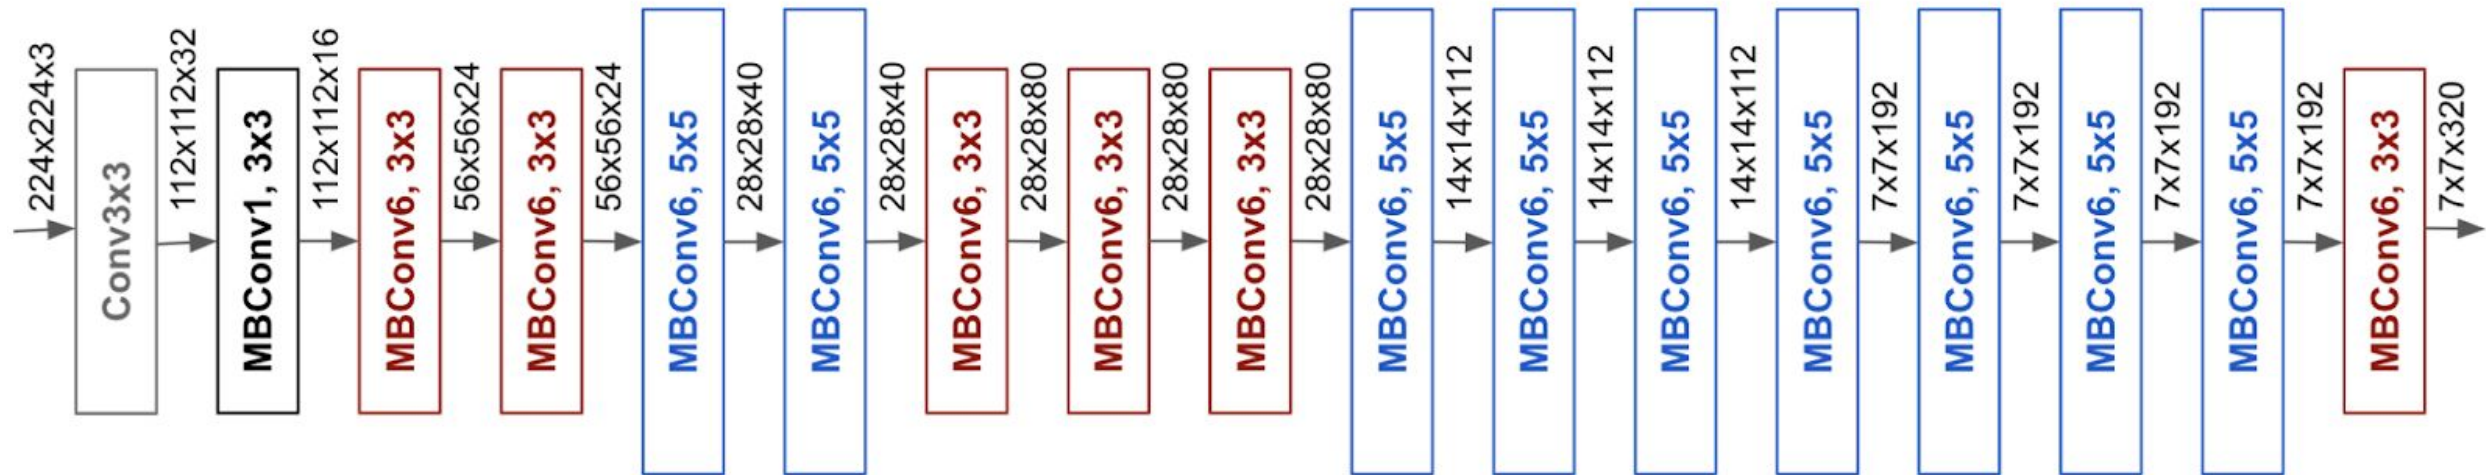 224x224x3
Conv3x3
112x112x32
MBConv1, 3x3
112x112x16
MBConv6, 3x3
56x56x24
MBConv6, 3x3
56x56x24
MBConv6, 5x5
28x28x40
MBConv6, 5x5
28x28x40
MBConv6, 3x3
28x28x80
MBConv6, 3x3
28x28x80
MBConv6, 3x3
28x28x80
MBConv6, 5x5
14x14x112
MBConv6, 5x5
14x14x112
MBConv6, 5x5
14x14x112
MBConv6, 5x5
7x7x192
MBConv6, 5x5
7x7x192
MBConv6, 5x5
7x7x192
MBConv6, 5x5
7x7x192
MBConv6, 3x3
7x7x320